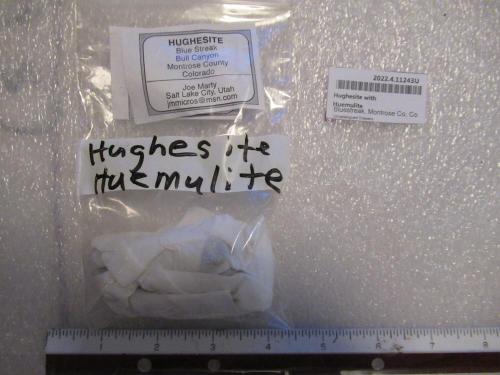 HUGHESITE
Blue Streak
Bull Canyon
Montrose County
Colorado
Joe Marty
Salt Lake City, Utah
jmmicros@msn.com
2022.4.11243U
Hughesite with
Huemulite
Bluestreak, Montrose Co; Co
Hughesite
Huemulite
1 2 3 4 5 6 7 8